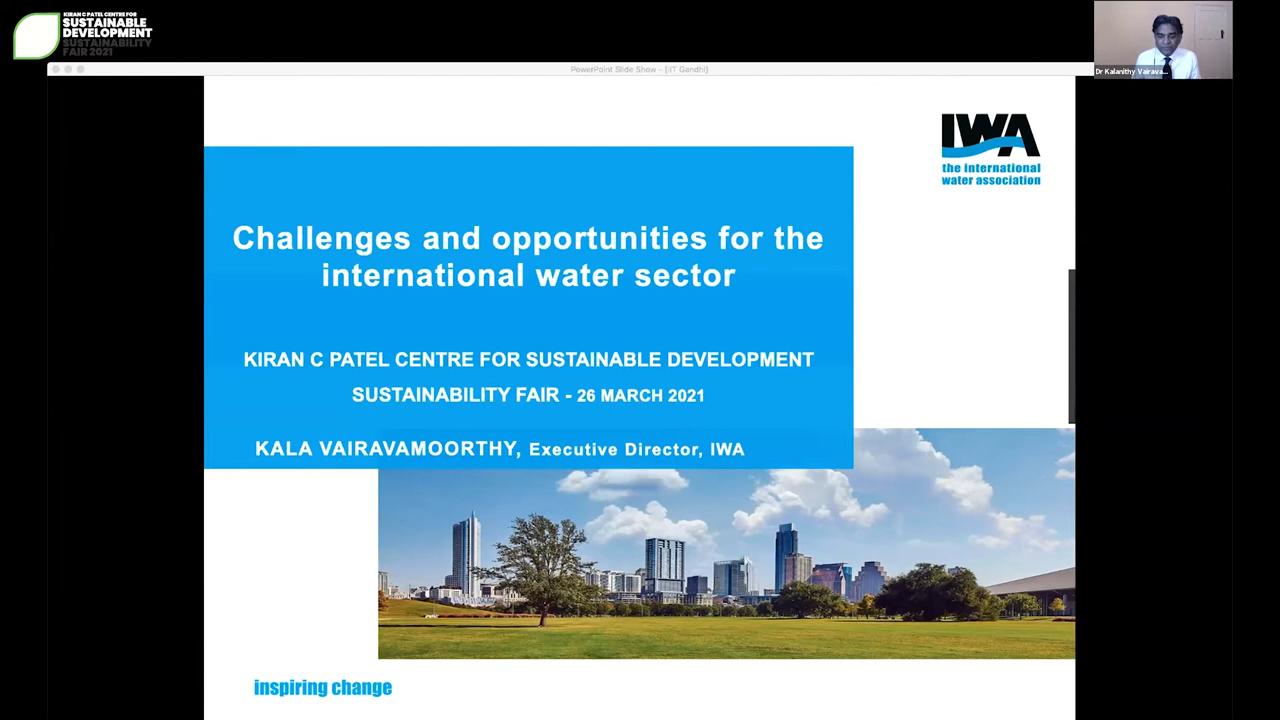 KIRAN C PATEL CENTRE FOR
SUSTAINABLE
DEVELOPMENT
SUSTAINABILITY
FAIR 2021
Dr Kalanithy Vairava...
PowerPoint Slide Show - [IIT Gandhi]
IWA
the international
water association
Challenges and opportunities for the
international water sector
KIRAN C PATEL CENTRE FOR SUSTAINABLE DEVELOPMENT
SUSTAINABILITY FAIR - 26 MARCH 2021
KALA VAIRAVAMOORTHY, Executive Director, IWA
inspiring change